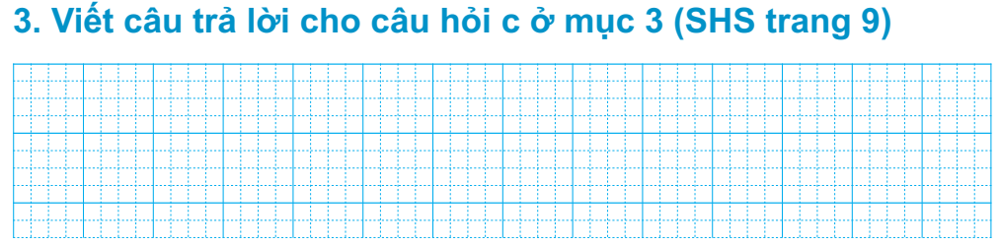 3. Viết câu trả lời cho câu hỏi c ở mục 3 (SHS trang 9)